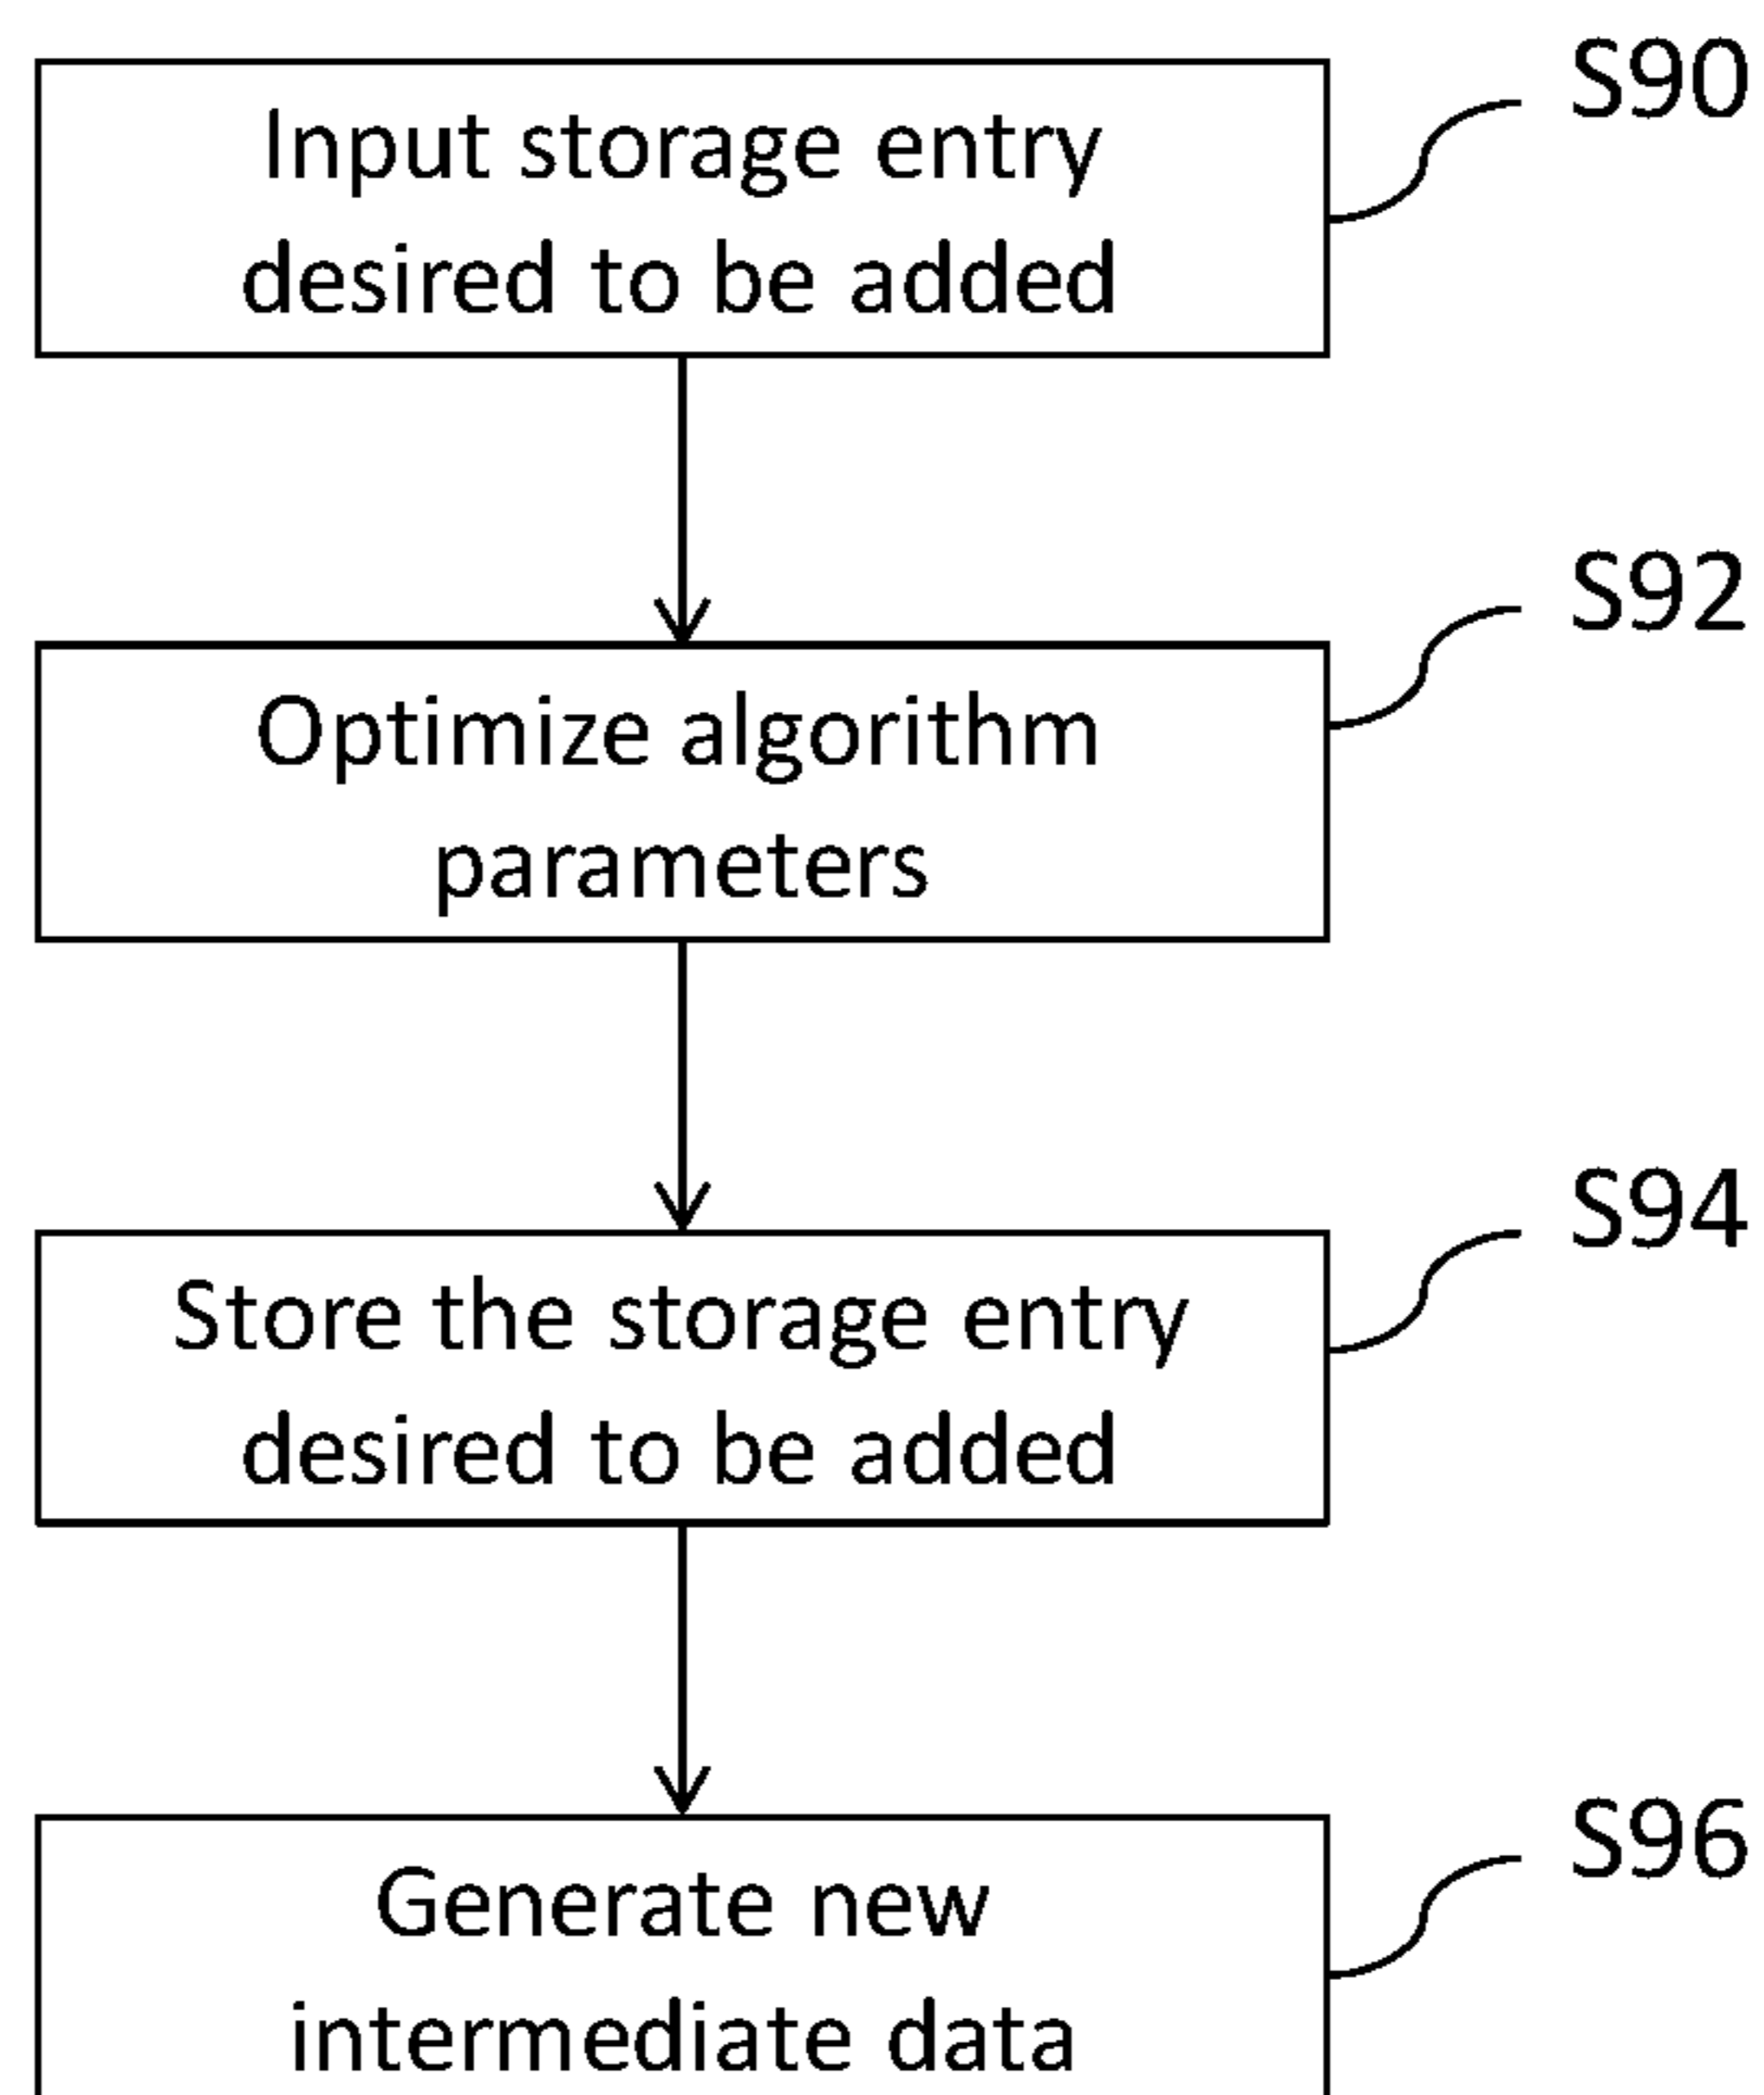 Input storage entry
desired to be added
S90
Optimize algorithm
parameters
S92
Store the storage entry
desired to be added
S94
Generate new
intermediate data
S96